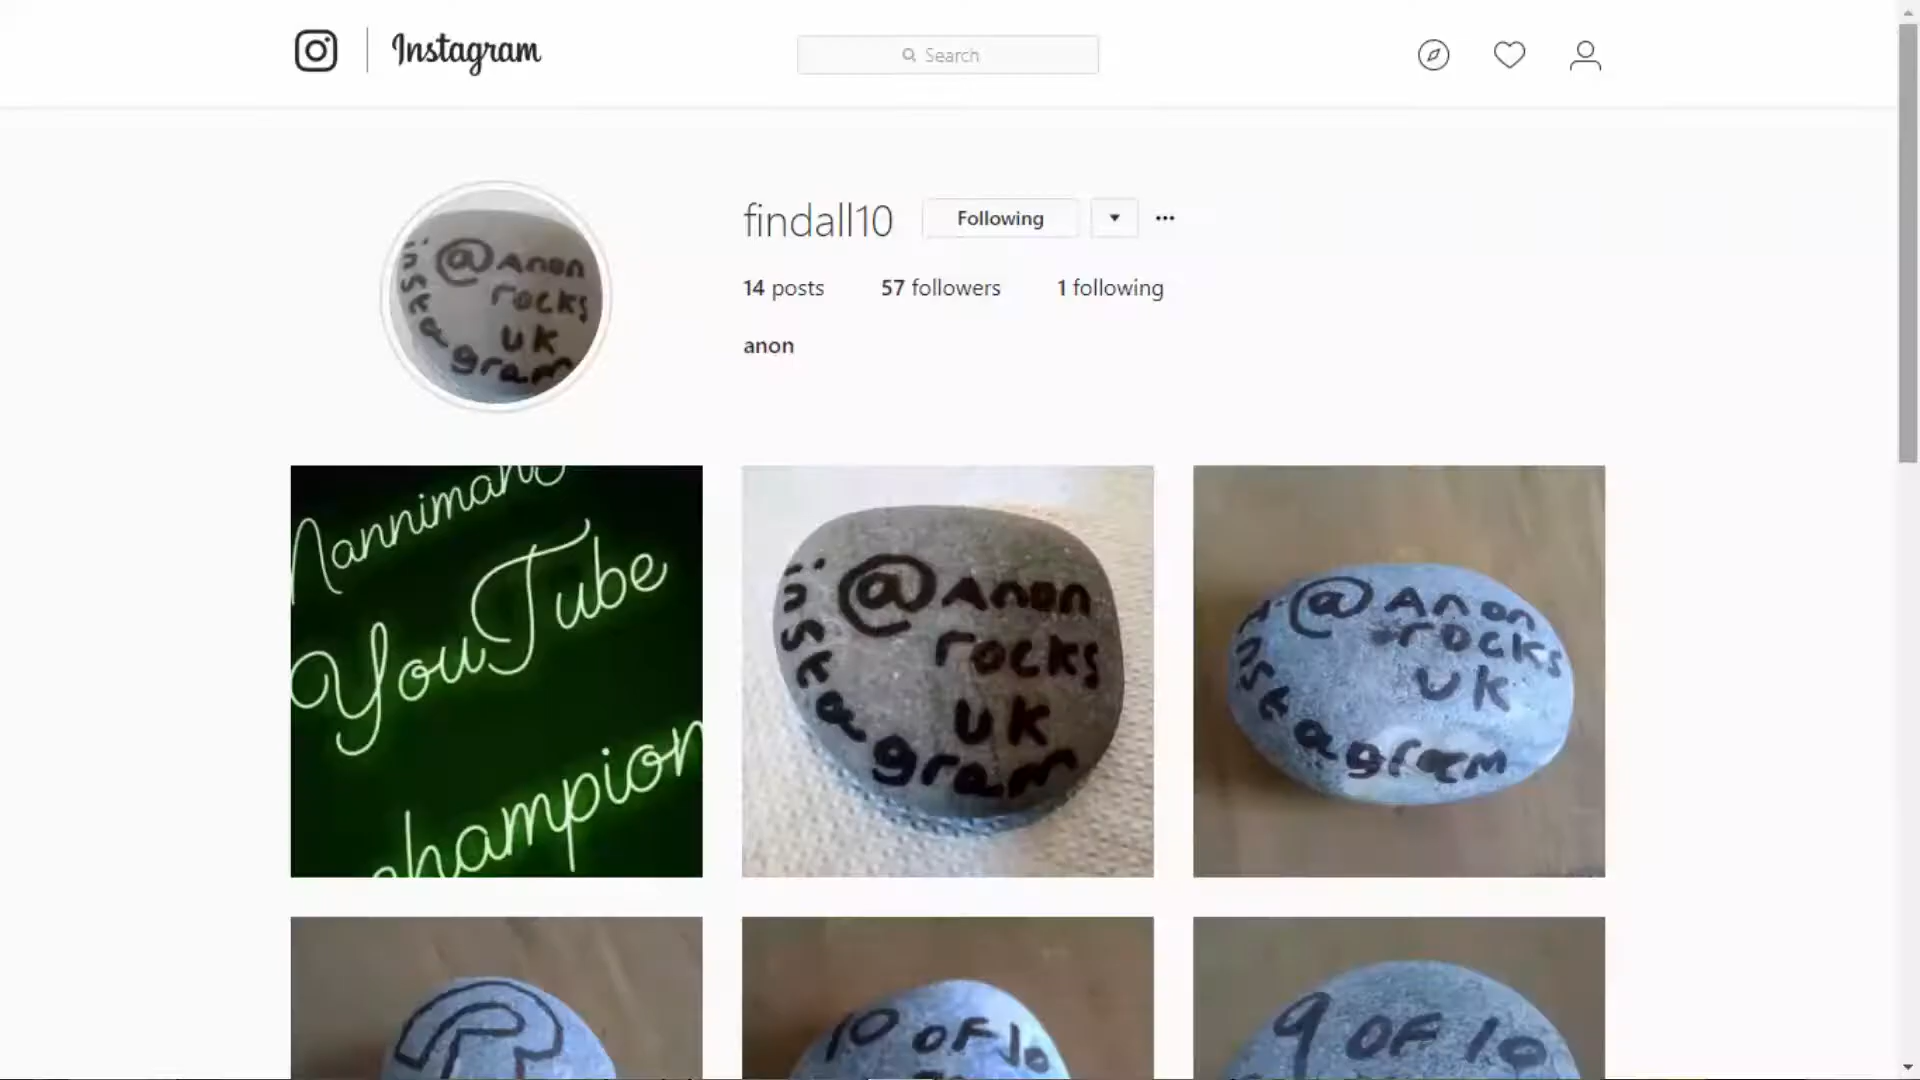 Instagram
Search
findall10
Following
14 posts
57 followers
1 following
anon
@Anon
rocks
uk
instagram
YouTube
champion
@Anon
rocks
uk
instagram
@Anon
rocks
uk
instagram
10 OF 10
9 OF 10